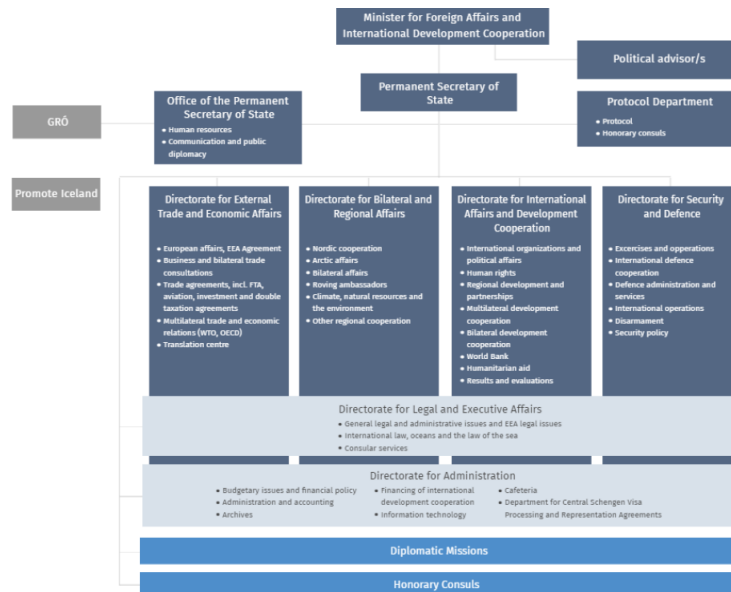 Minister for Foreign Affairs and
International Development Cooperation
Political advisor/s
Permanent Secretary of
State
Office of the Permanent
Secretary of State
• Human resources
• Communication and public
diplomacy
Protocol Department
• Protocol
• Honorary consuls
GRÓ
Promote Iceland
Directorate for External
Trade and Economic Affairs
• European affairs, EEA Agreement
• Business and bilateral trade
consultations
• Trade agreements, incl. FTA,
aviation, investment and double
taxation agreements
• Multilateral trade and economic
relations (WTO, OECD)
• Translation centre
Directorate for Bilateral and
Regional Affairs
• Nordic cooperation
• Arctic affairs
• Bilateral affairs
• Roving ambassadors
• Climate, natural resources and
the environment
• Other regional cooperation
Directorate for International
Affairs and Development
Cooperation
• International organizations and
political affairs
• Human rights
• Regional development and
partnerships
• Multilateral development
cooperation
• Bilateral development
cooperation
• World Bank
• Humanitarian aid
• Results and evaluations
Directorate for Security
and Defence
• Excercises and opperations
• International defence
cooperation
• Defence administration and
services
• International operations
• Disarmament
• Security policy
Directorate for Legal and Executive Affairs
• General legal and administrative issues and EEA legal issues
• International law, oceans and the law of the sea
• Consular services
Directorate for Administration
• Budgetary issues and financial policy
• Administration and accounting
• Archives
• Financing of international
development cooperation
• Information technology
• Cafeteria
• Department for Central Schengen Visa
Processing and Representation Agreements
Diplomatic Missions
Honorary Consuls